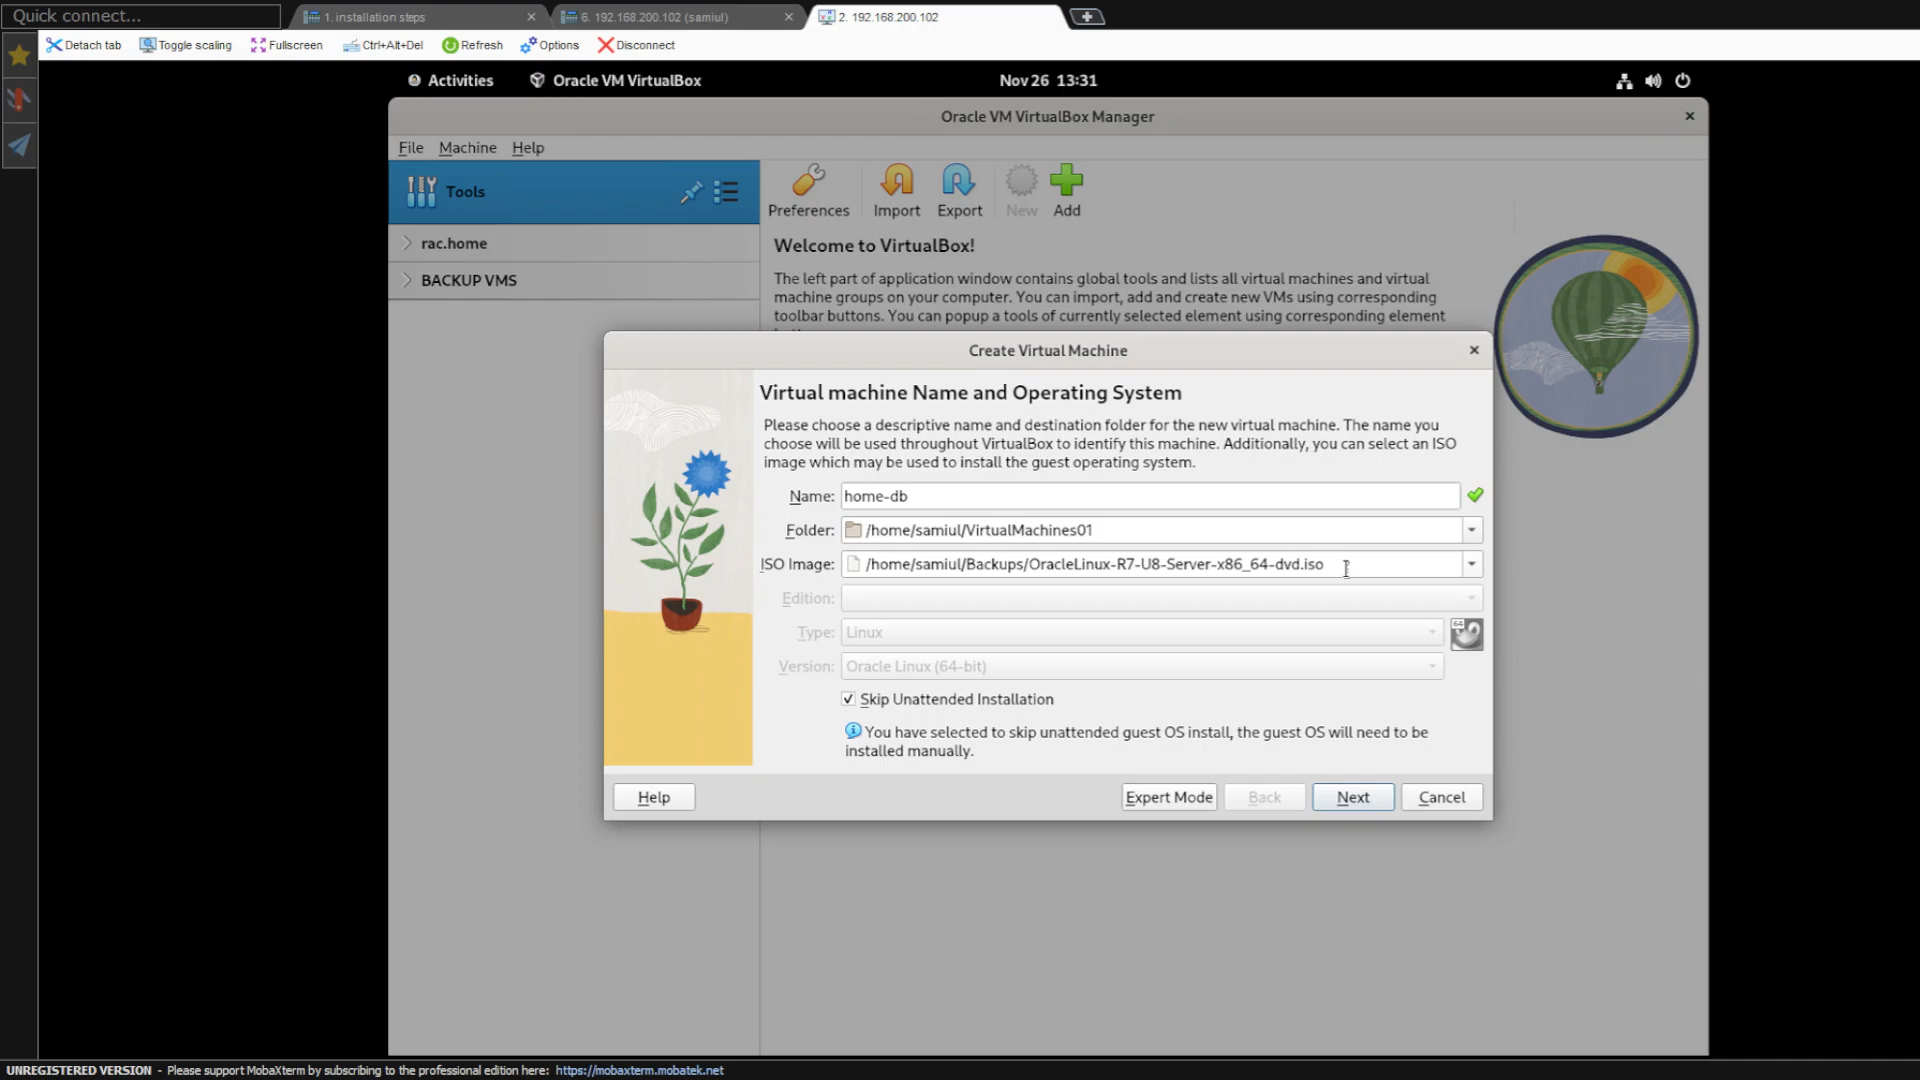 Quick connect...
1. installation steps
6. 192.168.200.102 (samiul)
2. 192.168.200.102
Detach tab
Toggle scaling
Fullscreen
Ctrl+Alt+Del
Refresh
Options
Disconnect
Activities
Oracle VM VirtualBox
Nov 26 13:31
Oracle VM VirtualBox Manager
File Machine Help
Tools
Preferences
Import
Export
New
Add
rac.home
BACKUP VMS
Welcome to VirtualBox!
The left part of application window contains global tools and lists all virtual machines and virtual
machine groups on your computer. You can import, add and create new VMs using corresponding
toolbar buttons. You can popup a tools of currently selected element using corresponding element
Create Virtual Machine
Virtual machine Name and Operating System
Please choose a descriptive name and destination folder for the new virtual machine. The name you
choose will be used throughout VirtualBox to identify this machine. Additionally, you can select an ISO
image which may be used to install the guest operating system.
Name: home-db
Folder: /home/samiul/VirtualMachines01
ISO Image: /home/samiul/Backups/OracleLinux-R7-U8-Server-x86_64-dvd.iso
Edition:
Type: Linux
64
Version: Oracle Linux (64-bit)
Skip Unattended Installation
You have selected to skip unattended guest OS install, the guest OS will need to be
installed manually.
Help
Expert Mode
Back
Next
Cancel
UNREGISTERED VERSION - Please support MobaXterm by subscribing to the professional edition here: https://mobaxterm.mobatek.net